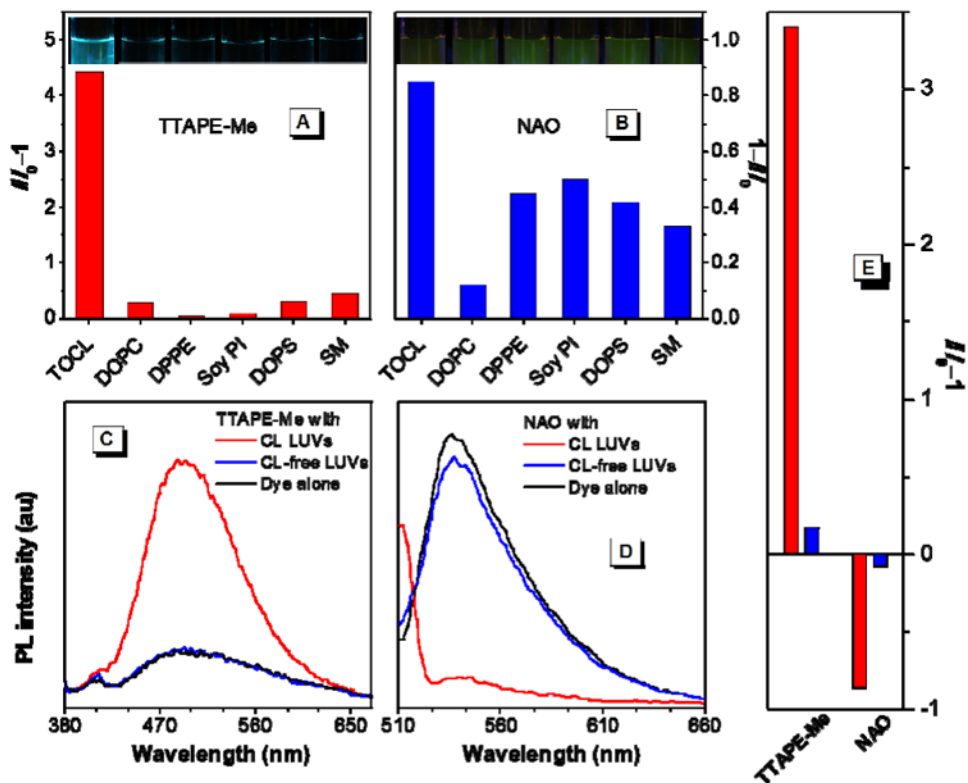 5
4
3
2
1
0
I/I₀–1
TTAPE-Me
A
TOCL
DOPC
DPPE
Soy PI
DOPS
SM
NAO
B
1.0
0.8
0.6
0.4
0.2
0.0
1–I/I₀
TOCL
DOPC
DPPE
Soy PI
DOPS
SM
C
TTAPE-Me with
CL LUVs
CL-free LUVs
Dye alone
PL intensity (au)
380
470
560
650
Wavelength (nm)
NAO with
CL LUVs
CL-free LUVs
Dye alone
D
510
560
610
660
Wavelength (nm)
E
3
2
1
0
-1
I/I₀–1
TTAPE-Me
NAO